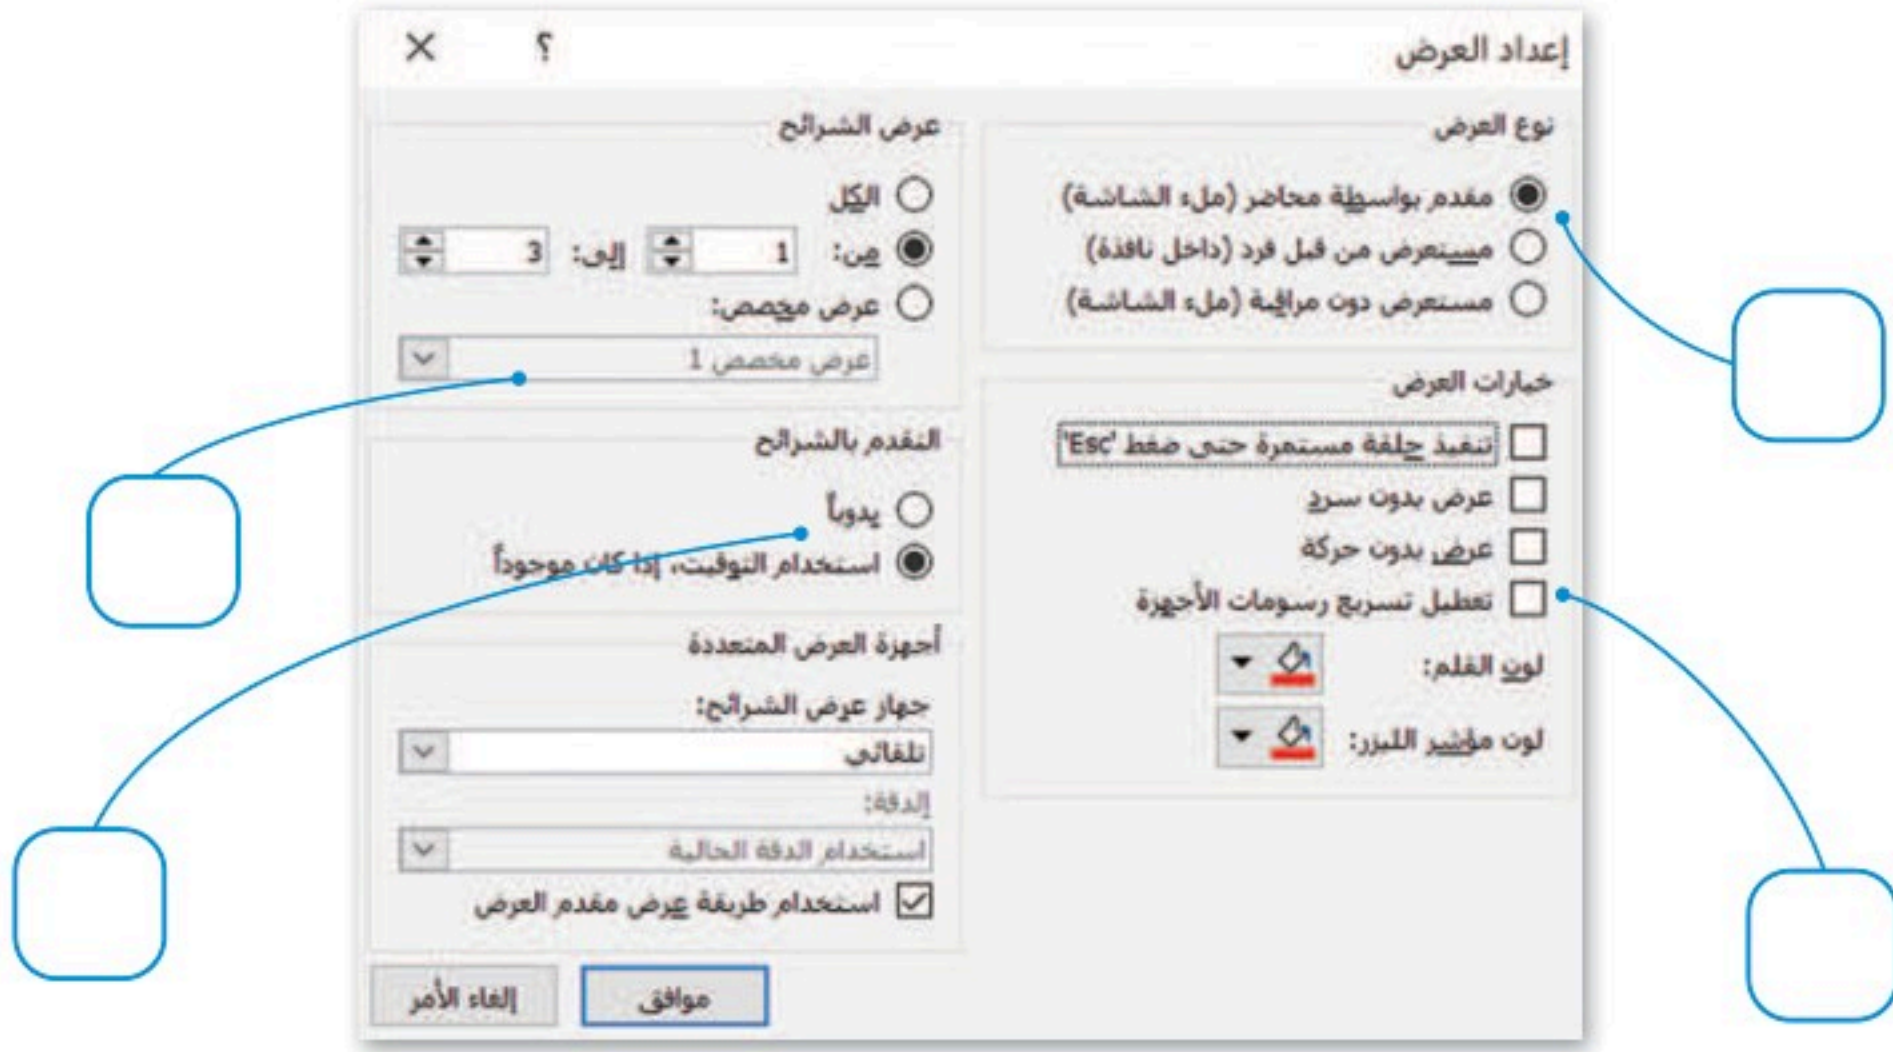 إعداد العرض
؟
نوع العرض
مقدم بواسطة محاضر (ملء الشاشة)
مستعرض من قبل فرد (داخل نافذة)
مستعرض دون مراقبة (ملء الشاشة)
خيارات العرض
تنفيذ حلقة مستمرة حتى ضغط 'Esc'
عرض بدون سرد
عرض بدون حركة
تعطيل تسريع رسومات الأجهزة
لون القلم:
لون مؤشر الليزر:
عرض الشرائح
الكل
من: 1 إلى: 3
عرض مخصص:
عرض مخصص 1
التقدم بالشرائح
يدوياً
استخدام التوقيت، إذا كان موجوداً
أجهزة العرض المتعددة
جهاز عرض الشرائح:
تلقائي
الدقة:
استخدام الدقة الحالية
استخدام طريقة عرض مقدم العرض
موافق
إلغاء الأمر